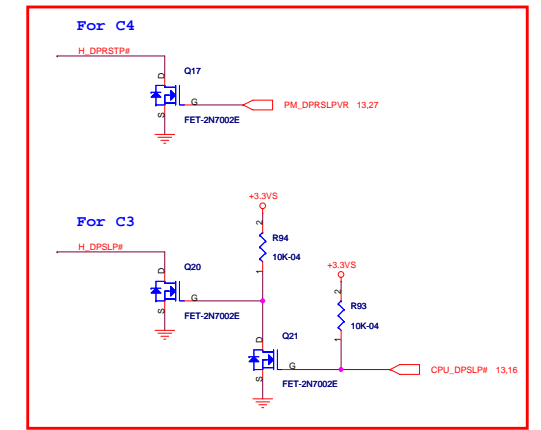 For C4
H_DPRSTP#
D
Q17
G
PM_DPRSLPVR 13,27
S
FET-2N7002E
+3.3VS
For C3
2
R94
H_DPSLP#
10K-04
+3.3VS
1
D
Q20
2
G
R93
S
FET-2N7002E
10K-04
Q21
1
D
G
CPU_DPSLP# 13,16
S
FET-2N7002E